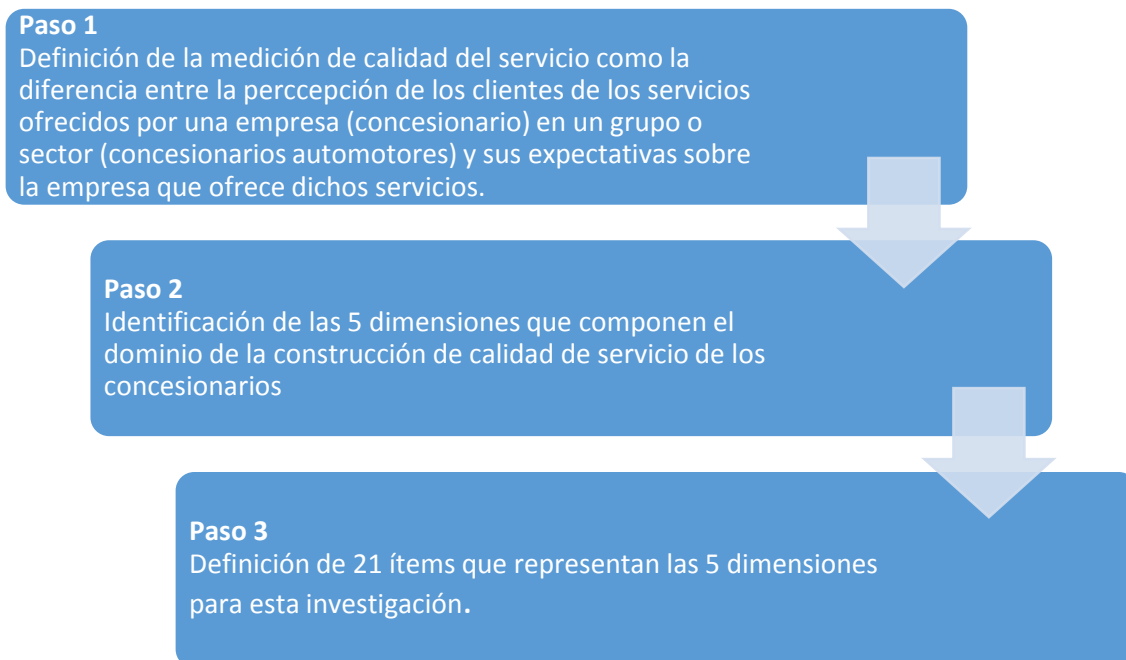 Paso 1
Definición de la medición de calidad del servicio como la
diferencia entre la perccepción de los clientes de los servicios
ofrecidos por una empresa (concesionario) en un grupo o
sector (concesionarios automotores) y sus expectativas sobre
la empresa que ofrece dichos servicios.
Paso 2
Identificación de las 5 dimensiones que componen el
dominio de la construcción de calidad de servicio de los
concesionarios
Paso 3
Definición de 21 ítems que representan las 5 dimensiones
para esta investigación.